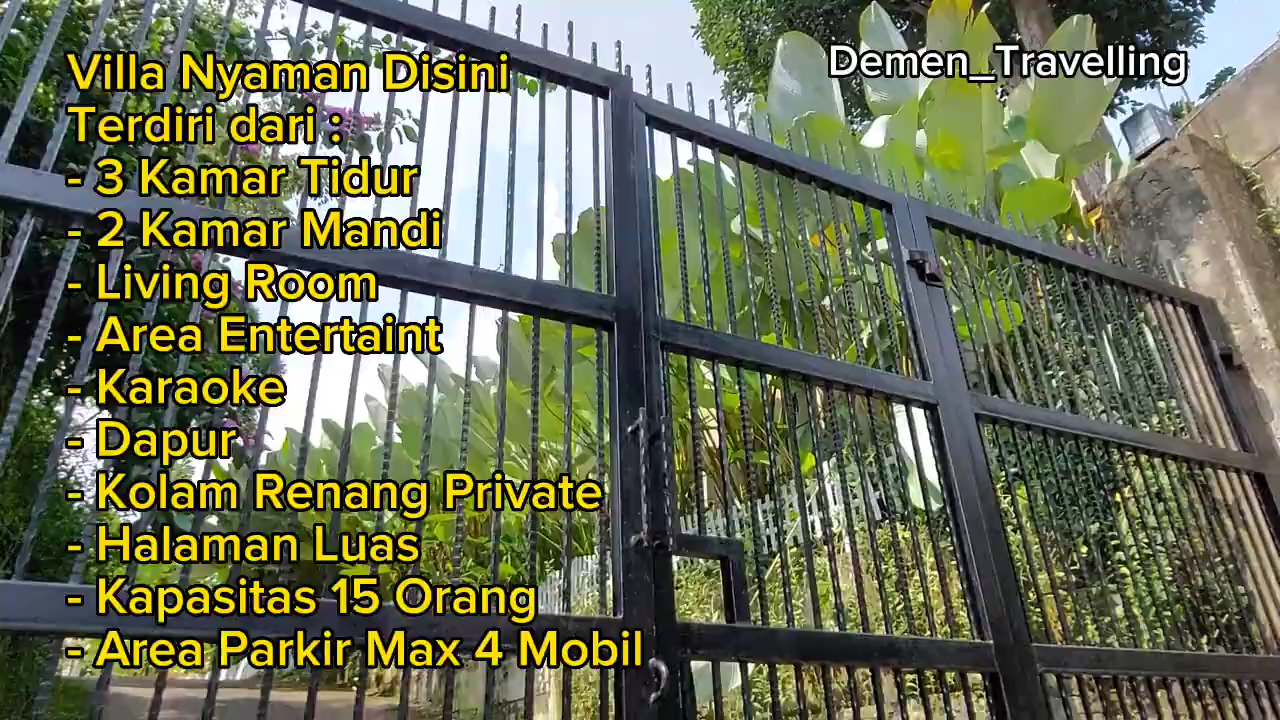 Villa Nyaman Disini
Terdiri dari :
- 3 Kamar Tidur
- 2 Kamar Mandi
- Living Room
- Area Entertaint
- Karaoke
- Dapur
- Kolam Renang Private
- Halaman Luas
- Kapasitas 15 Orang
- Area Parkir Max 4 Mobil
Demen_Travelling